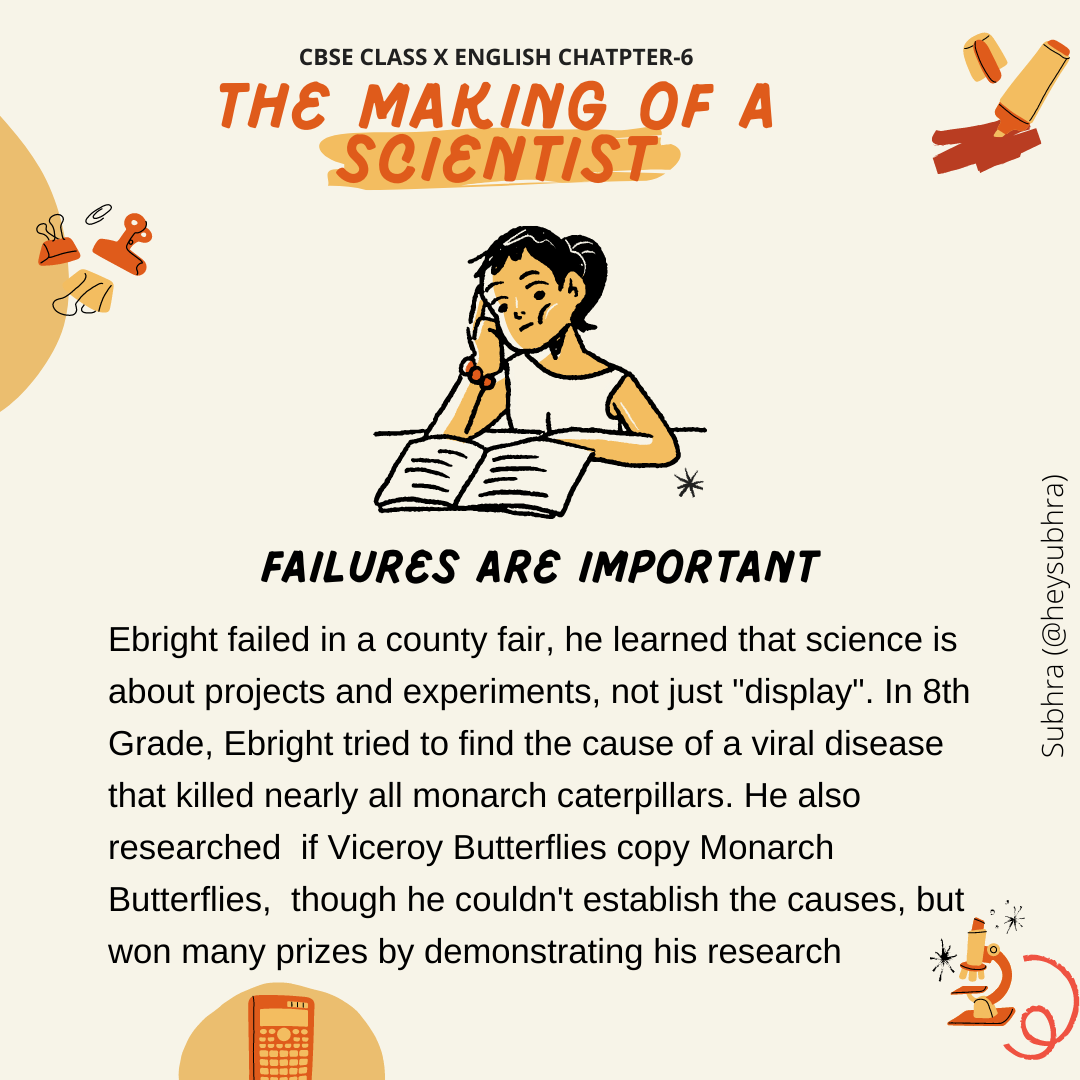 CBSE CLASS X ENGLISH CHATPTER-6
THE MAKING OF A
SCIENTIST
FAILURES ARE IMPORTANT
Ebright failed in a county fair, he learned that science is
about projects and experiments, not just "display". In 8th
Grade, Ebright tried to find the cause of a viral disease
that killed nearly all monarch caterpillars. He also
researched  if Viceroy Butterflies copy Monarch
Butterflies,  though he couldn't establish the causes, but
won many prizes by demonstrating his research
Subhra (@heysubhra)